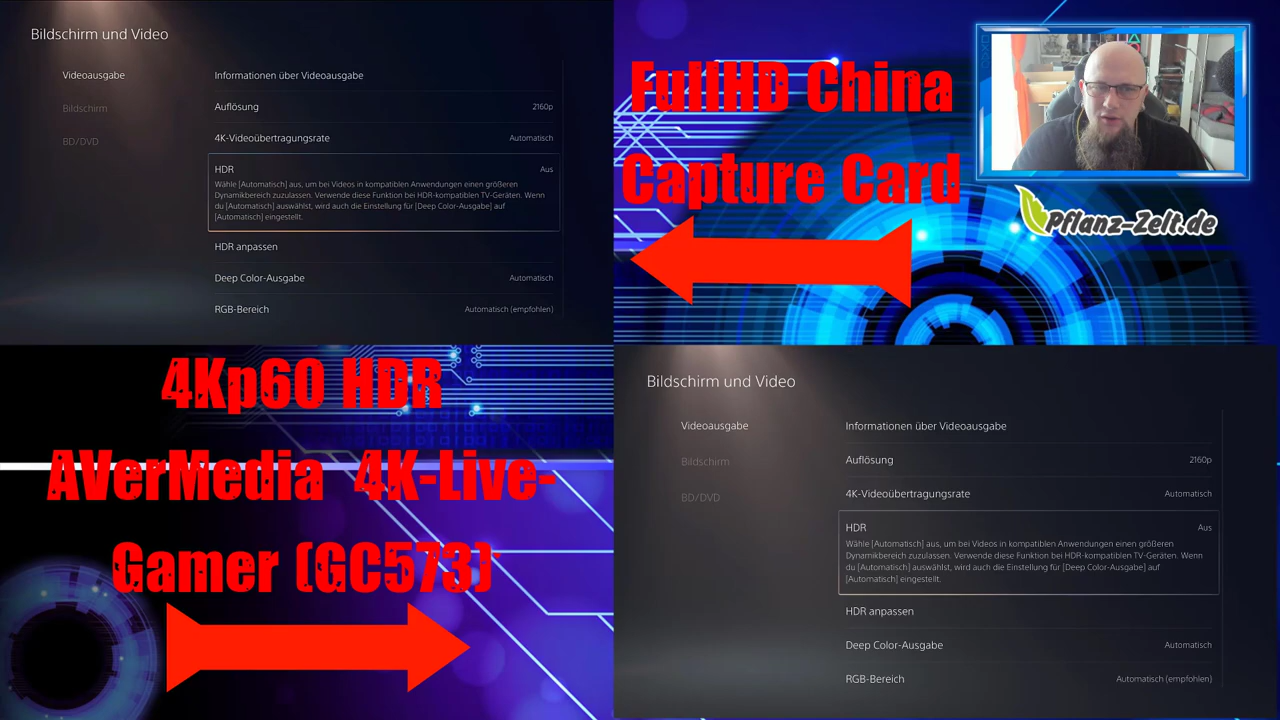 Bildschirm und Video
Videoausgabe
Bildschirm
BD/DVD
Informationen über Videoausgabe
Auflösung 2160p
4K-Videoübertragungsrate Automatisch
HDR Aus
Wähle [Automatisch] aus, um bei Videos in kompatiblen Anwendungen einen größeren
Dynamikbereich zuzulassen. Verwende diese Funktion bei HDR-kompatiblen TV-Geräten. Wenn
du [Automatisch] auswählst, wird auch die Einstellung für [Deep Color-Ausgabe] auf
[Automatisch] eingestellt.
HDR anpassen
Deep Color-Ausgabe Automatisch
RGB-Bereich Automatisch (empfohlen)
FullHD China
Capture Card
Pflanz-Zelt.de
4Kp60 HDR
AVerMedia 4K-Live-
Gamer (GC573)
Bildschirm und Video
Videoausgabe
Bildschirm
BD/DVD
Informationen über Videoausgabe
Auflösung 2160p
4K-Videoübertragungsrate Automatisch
HDR Aus
Wähle [Automatisch] aus, um bei Videos in kompatiblen Anwendungen einen größeren
Dynamikbereich zuzulassen. Verwende diese Funktion bei HDR-kompatiblen TV-Geräten. Wenn
du [Automatisch] auswählst, wird auch die Einstellung für [Deep Color-Ausgabe] auf
[Automatisch] eingestellt.
HDR anpassen
Deep Color-Ausgabe Automatisch
RGB-Bereich Automatisch (empfohlen)